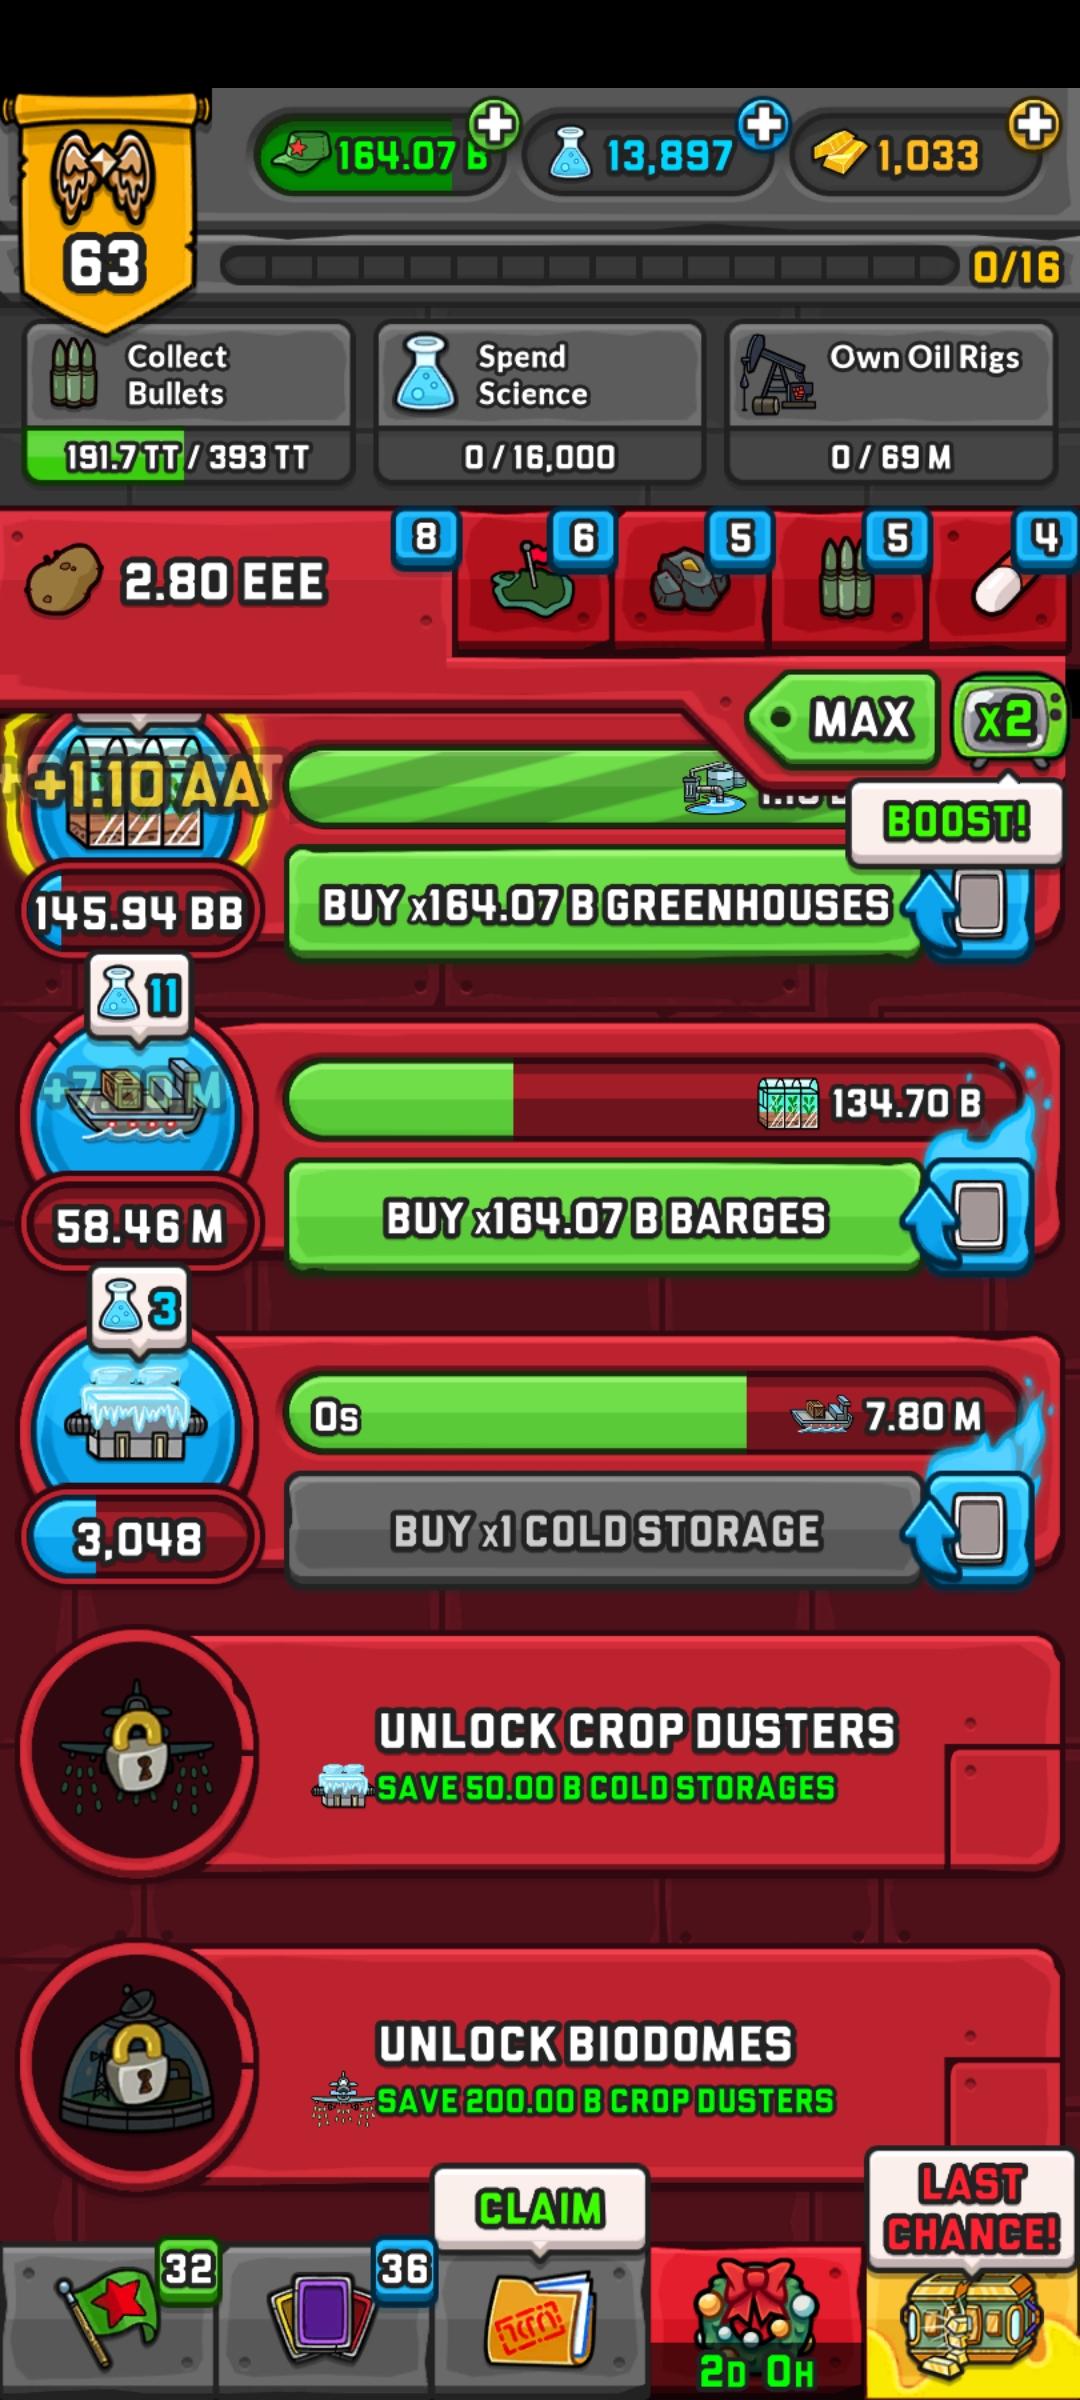 164.07 B
13,897
1,033
63
0/16
Collect
Bullets
191.7 TT / 393 TT
Spend
Science
0 / 16,000
Own Oil Rigs
0 / 69 M
2.80 EEE
8
6
5
5
4
MAX
x2
BOOST!
+1.10 AA
145.94 BB
BUY x164.07 B GREENHOUSES
11
134.70 B
58.46 M
BUY x164.07 B BARGES
3
0s
7.80 M
3,048
BUY x1 COLD STORAGE
UNLOCK CROP DUSTERS
SAVE 50.00 B COLD STORAGES
UNLOCK BIODOMES
SAVE 200.00 B CROP DUSTERS
CLAIM
LAST
CHANCE!
32
36
2D 0H